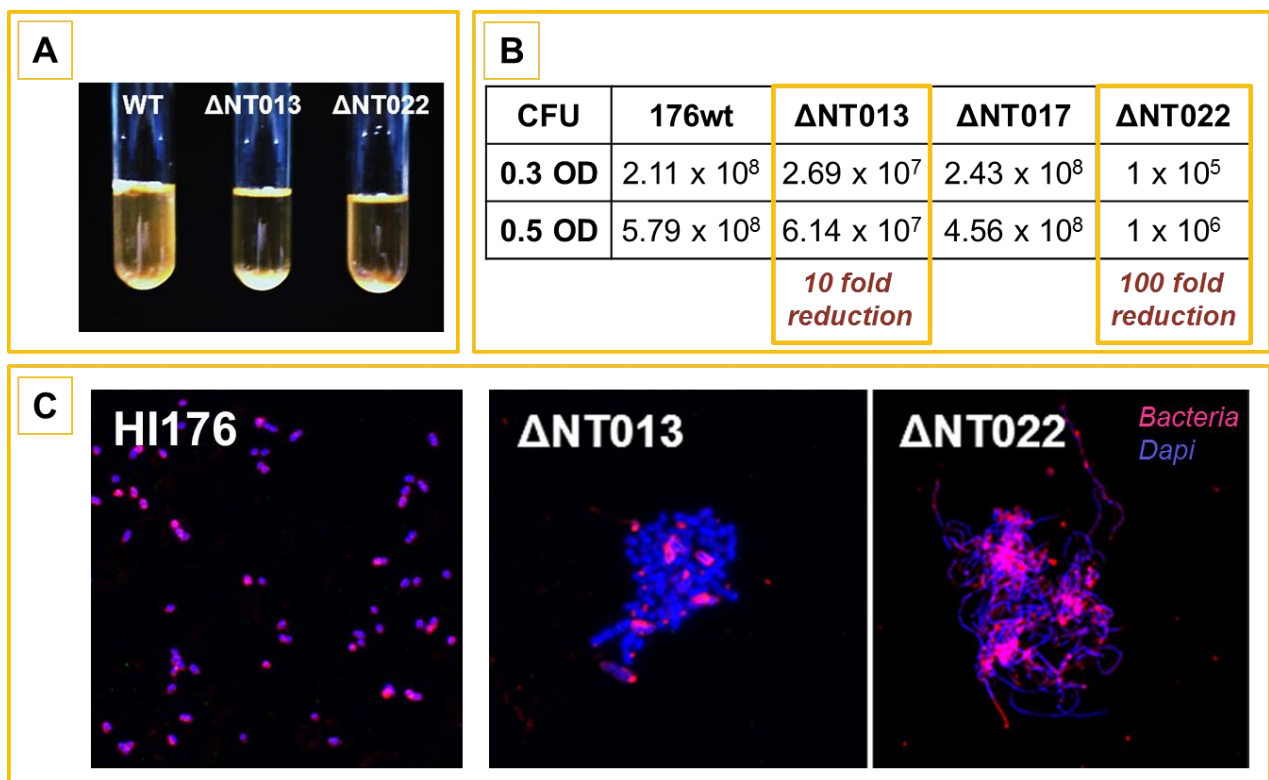 A
WT ΔNT013 ΔNT022
B
CFU 176wt ΔNT013 ΔNT017 ΔNT022
0.3 OD 2.11 x 10⁸ 2.69 x 10⁷ 2.43 x 10⁸ 1 x 10⁵
0.5 OD 5.79 x 10⁸ 6.14 x 10⁷ 4.56 x 10⁸ 1 x 10⁶
10 fold
reduction
100 fold
reduction
C
HI176
ΔNT013
ΔNT022
Bacteria
Dapi